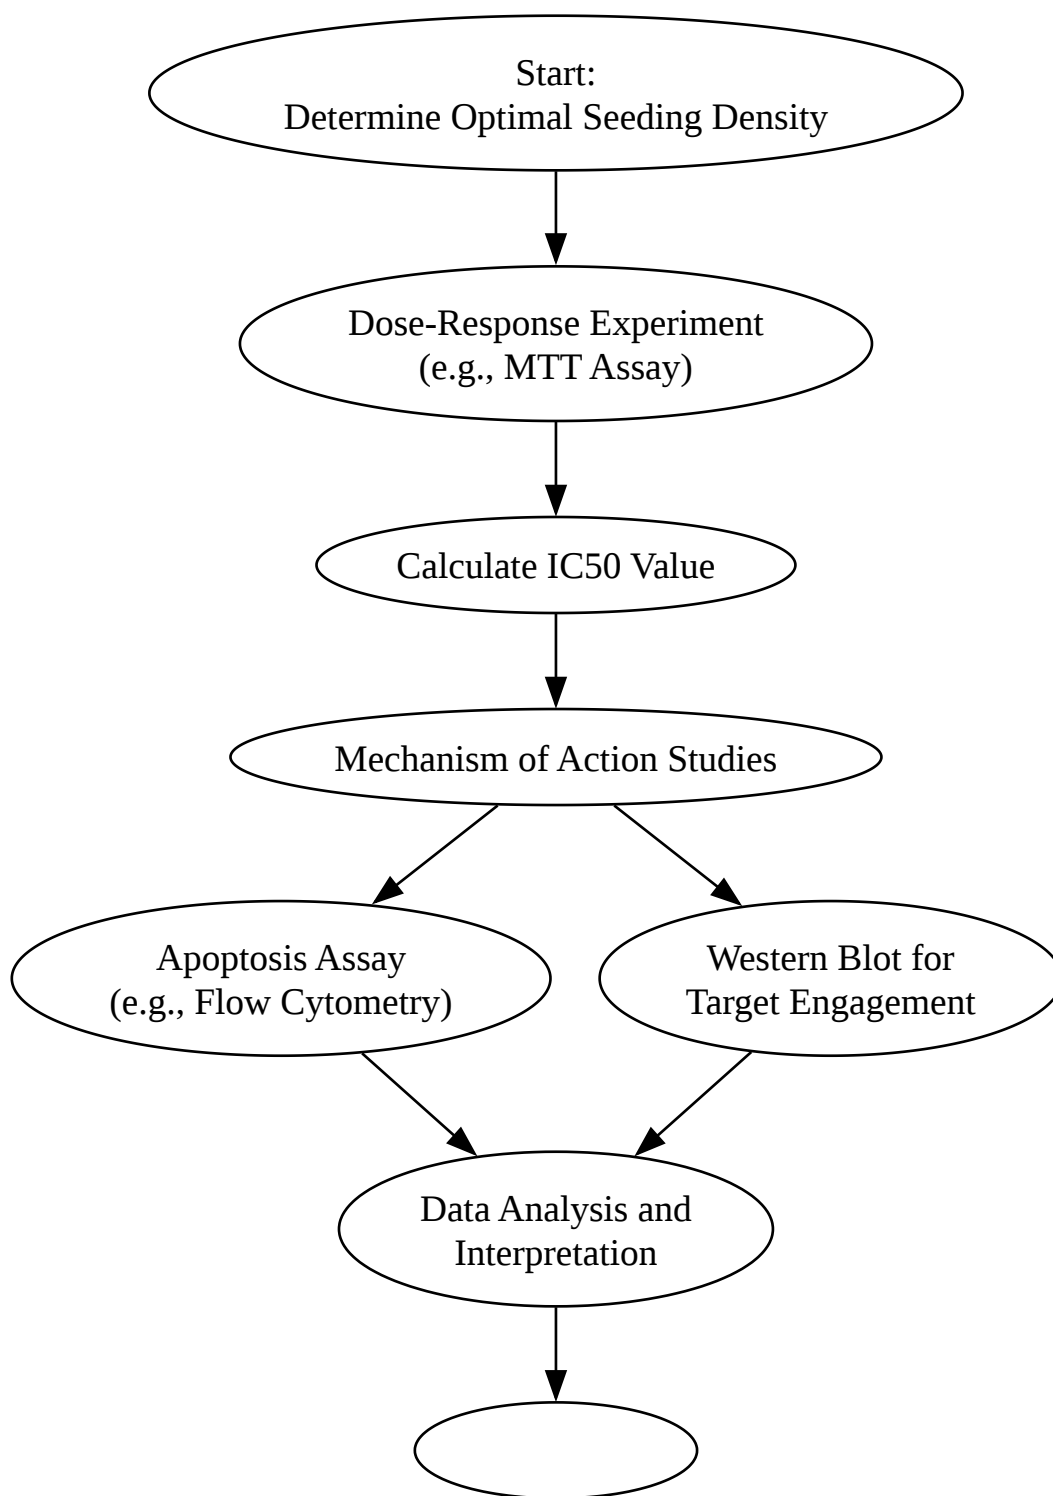 Start:
Determine Optimal Seeding Density
Dose-Response Experiment
(e.g., MTT Assay)
Calculate IC50 Value
Mechanism of Action Studies
Apoptosis Assay
(e.g., Flow Cytometry)
Western Blot for
Target Engagement
Data Analysis and
Interpretation